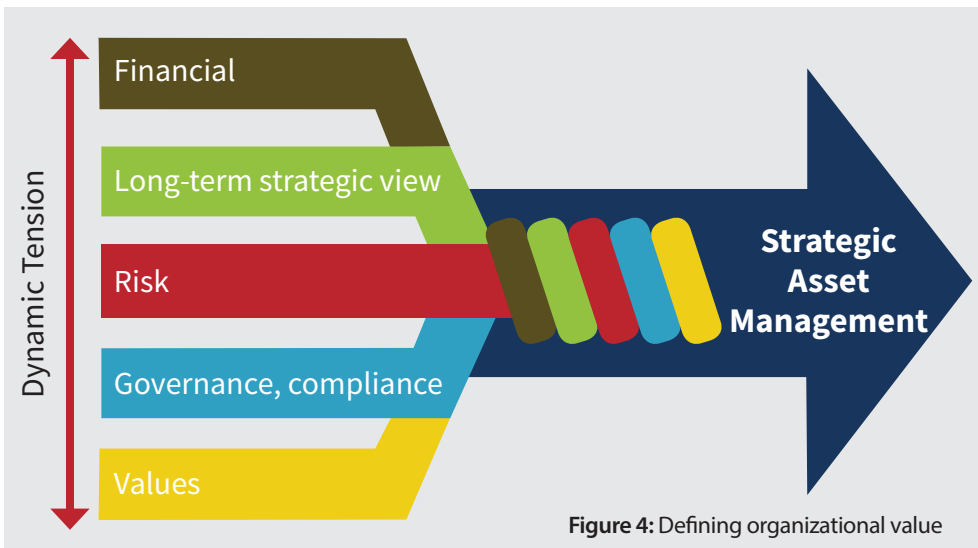 Dynamic Tension
Financial
Long-term strategic view
Risk
Governance, compliance
Values
Strategic
Asset
Management
Figure 4: Defining organizational value